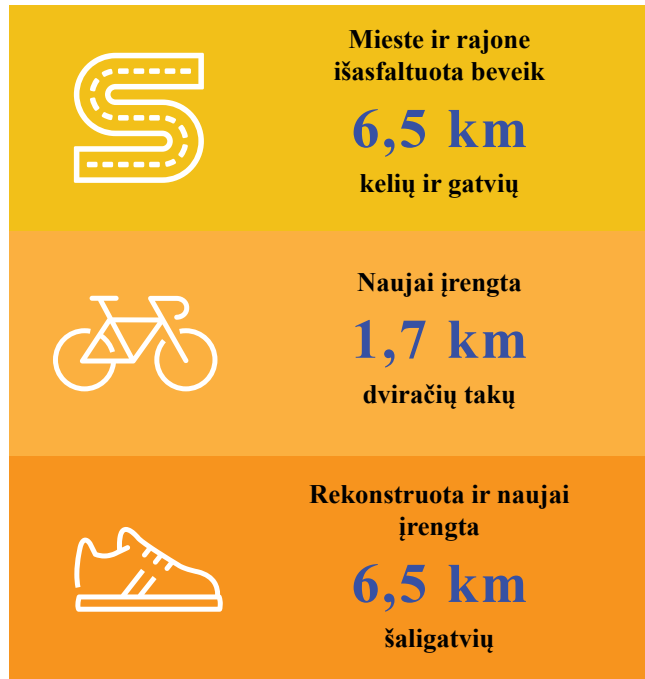 Mieste ir rajone
išasfaltuota beveik
6,5 km
kelių ir gatvių
Naujai įrengta
1,7 km
dviračių takų
Rekonstruota ir naujai
įrengta
6,5 km
šaligatvių